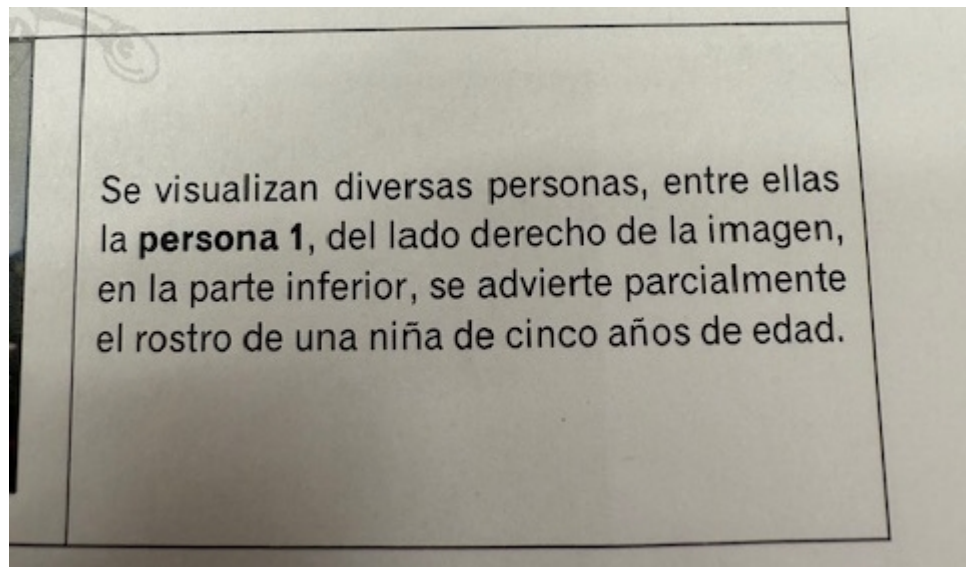 Se visualizan diversas personas, entre ellas
la persona 1, del lado derecho de la imagen,
en la parte inferior, se advierte parcialmente
el rostro de una niña de cinco años de edad.